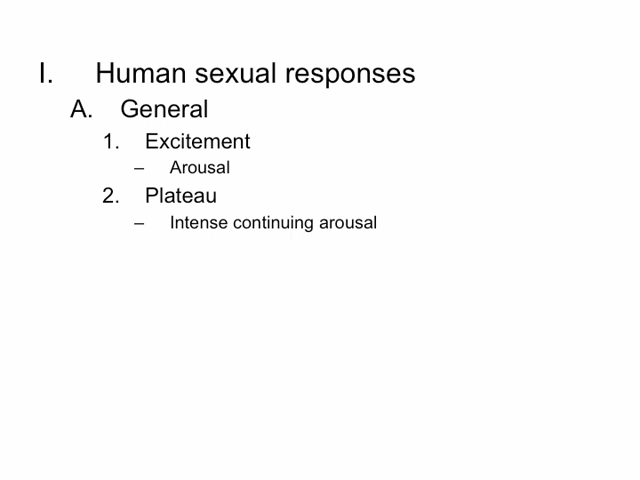 I. Human sexual responses
A. General
1. Excitement
– Arousal
2. Plateau
– Intense continuing arousal